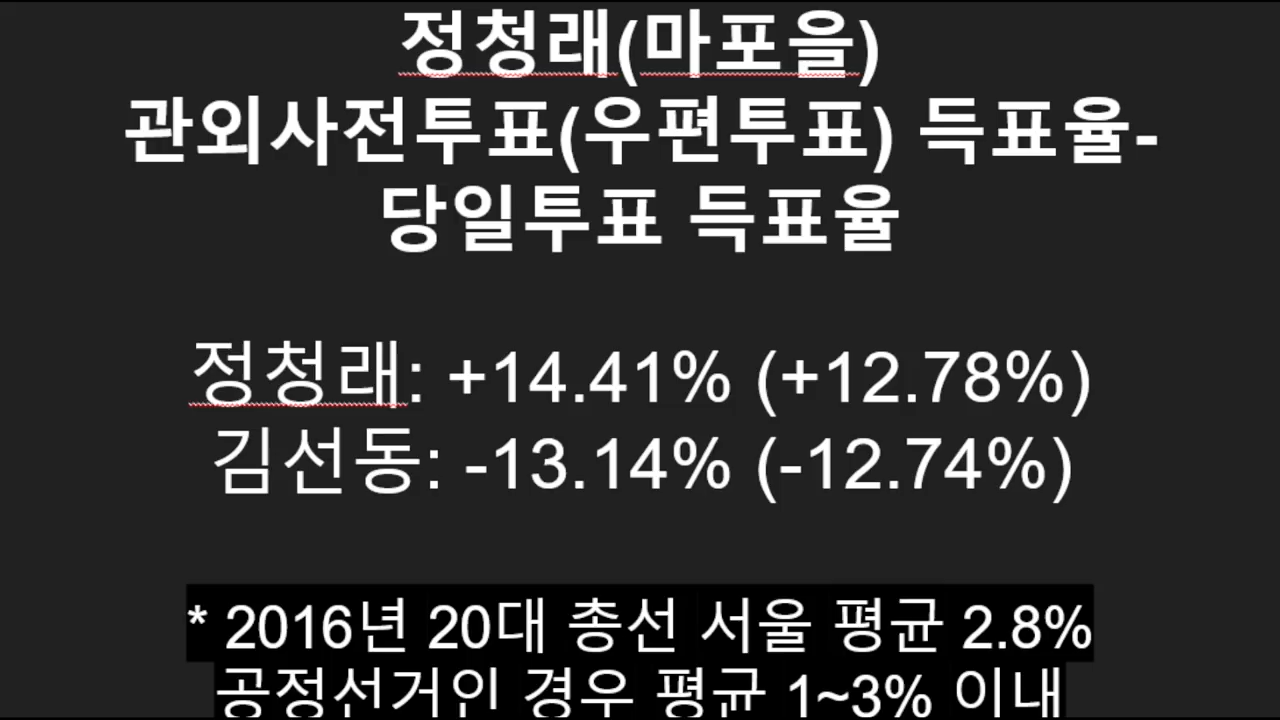 정청래(마포을)
관외사전투표(우편투표) 득표율-
당일투표 득표율
정청래: +14.41% (+12.78%)
김선동: -13.14% (-12.74%)
* 2016년 20대 총선 서울 평균 2.8%
공정선거인 경우 평균 1~3% 이내